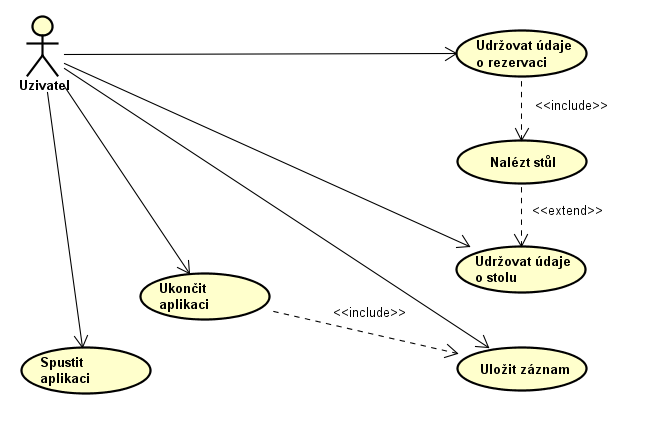 Uzivatel
Udržovat údaje
o rezervaci
<<include>>
Nalézt stůl
<<extend>>
Udržovat údaje
o stolu
Ukončit
aplikaci
<<include>>
Spustit
aplikaci
Uložit záznam